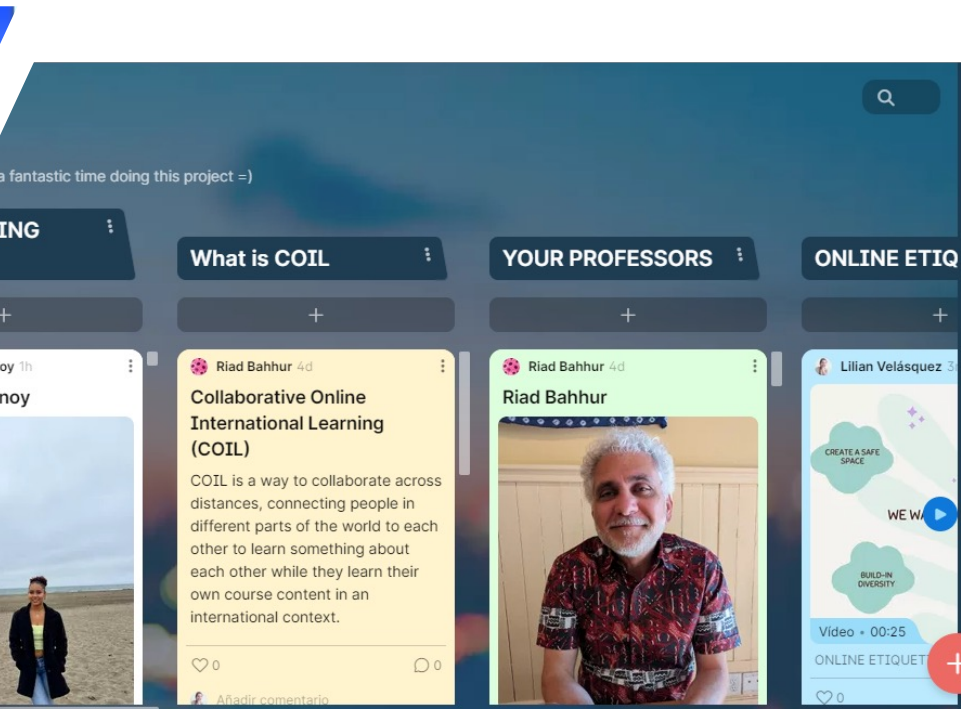 a fantastic time doing this project =)
ING
What is COIL
YOUR PROFESSORS
ONLINE ETIQ
oy 1h
noy
Riad Bahhur 4d
Collaborative Online
International Learning
(COIL)
COIL is a way to collaborate across
distances, connecting people in
different parts of the world to each
other to learn something about
each other while they learn their
own course content in an
international context.
0
0
Añadir comentario
Riad Bahhur 4d
Riad Bahhur
Lilian Velásquez 3d
CREATE A SAFE
SPACE
WE WA
BUILD-IN
DIVERSITY
Vídeo • 00:25
ONLINE ETIQUET
0